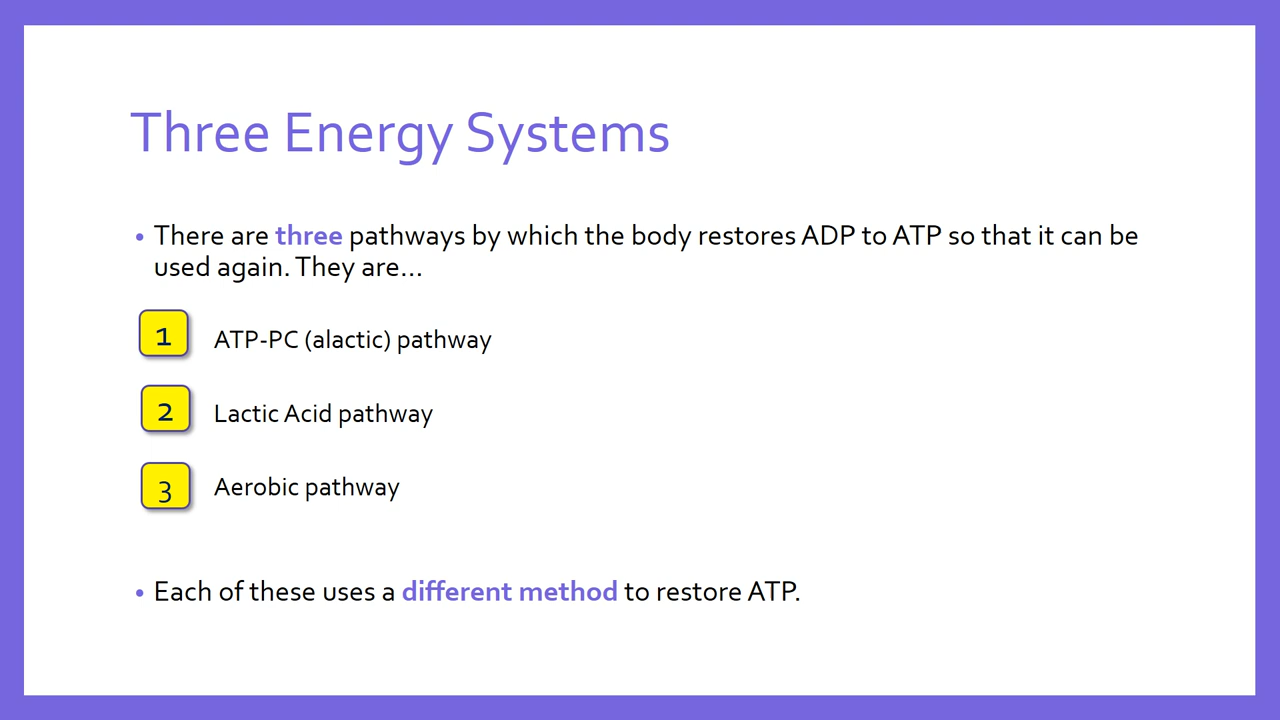 Three Energy Systems
• There are three pathways by which the body restores ADP to ATP so that it can be
used again. They are…
1 ATP-PC (alactic) pathway
2 Lactic Acid pathway
3 Aerobic pathway
• Each of these uses a different method to restore ATP.